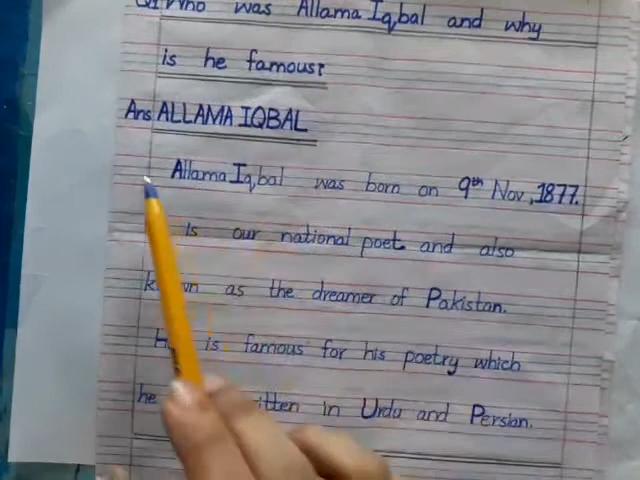 Q1 Who was Allama Iqbal and why
is he famous?
Ans ALLAMA IQBAL
Allama Iqbal was born on 9th Nov, 1877.
is our national poet and also
as the dreamer of Pakistan.
is famous for his poetry which
he in Urdu and Persian.